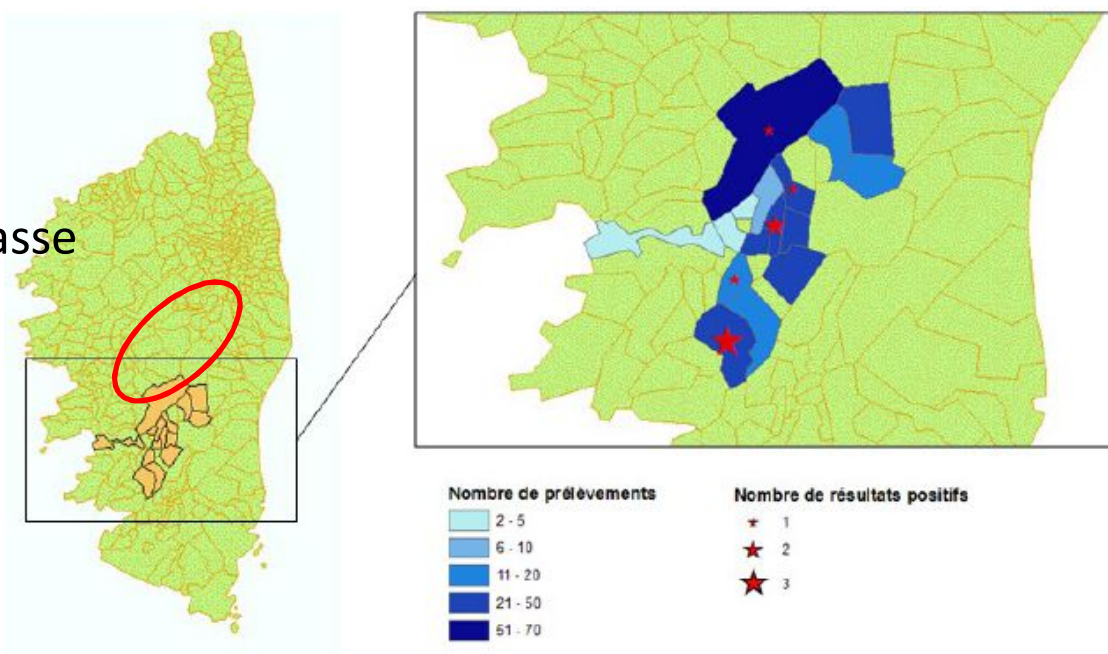 asse
Nombre de prélèvements
2 - 5
6 - 10
11 - 20
21 - 50
51 - 70
Nombre de résultats positifs
1
2
3